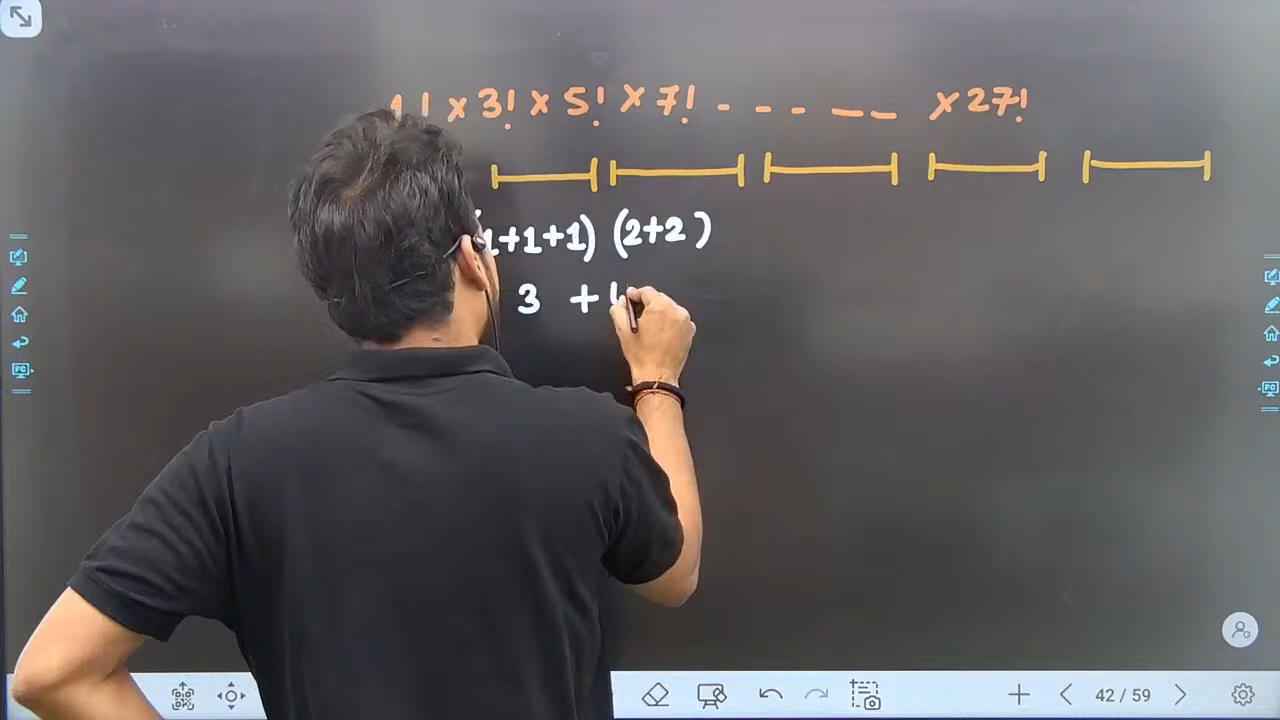 1! × 3! × 5! × 7! - - - - - × 27!
(1+1+1) (2+2)
3 + 4
42 / 59